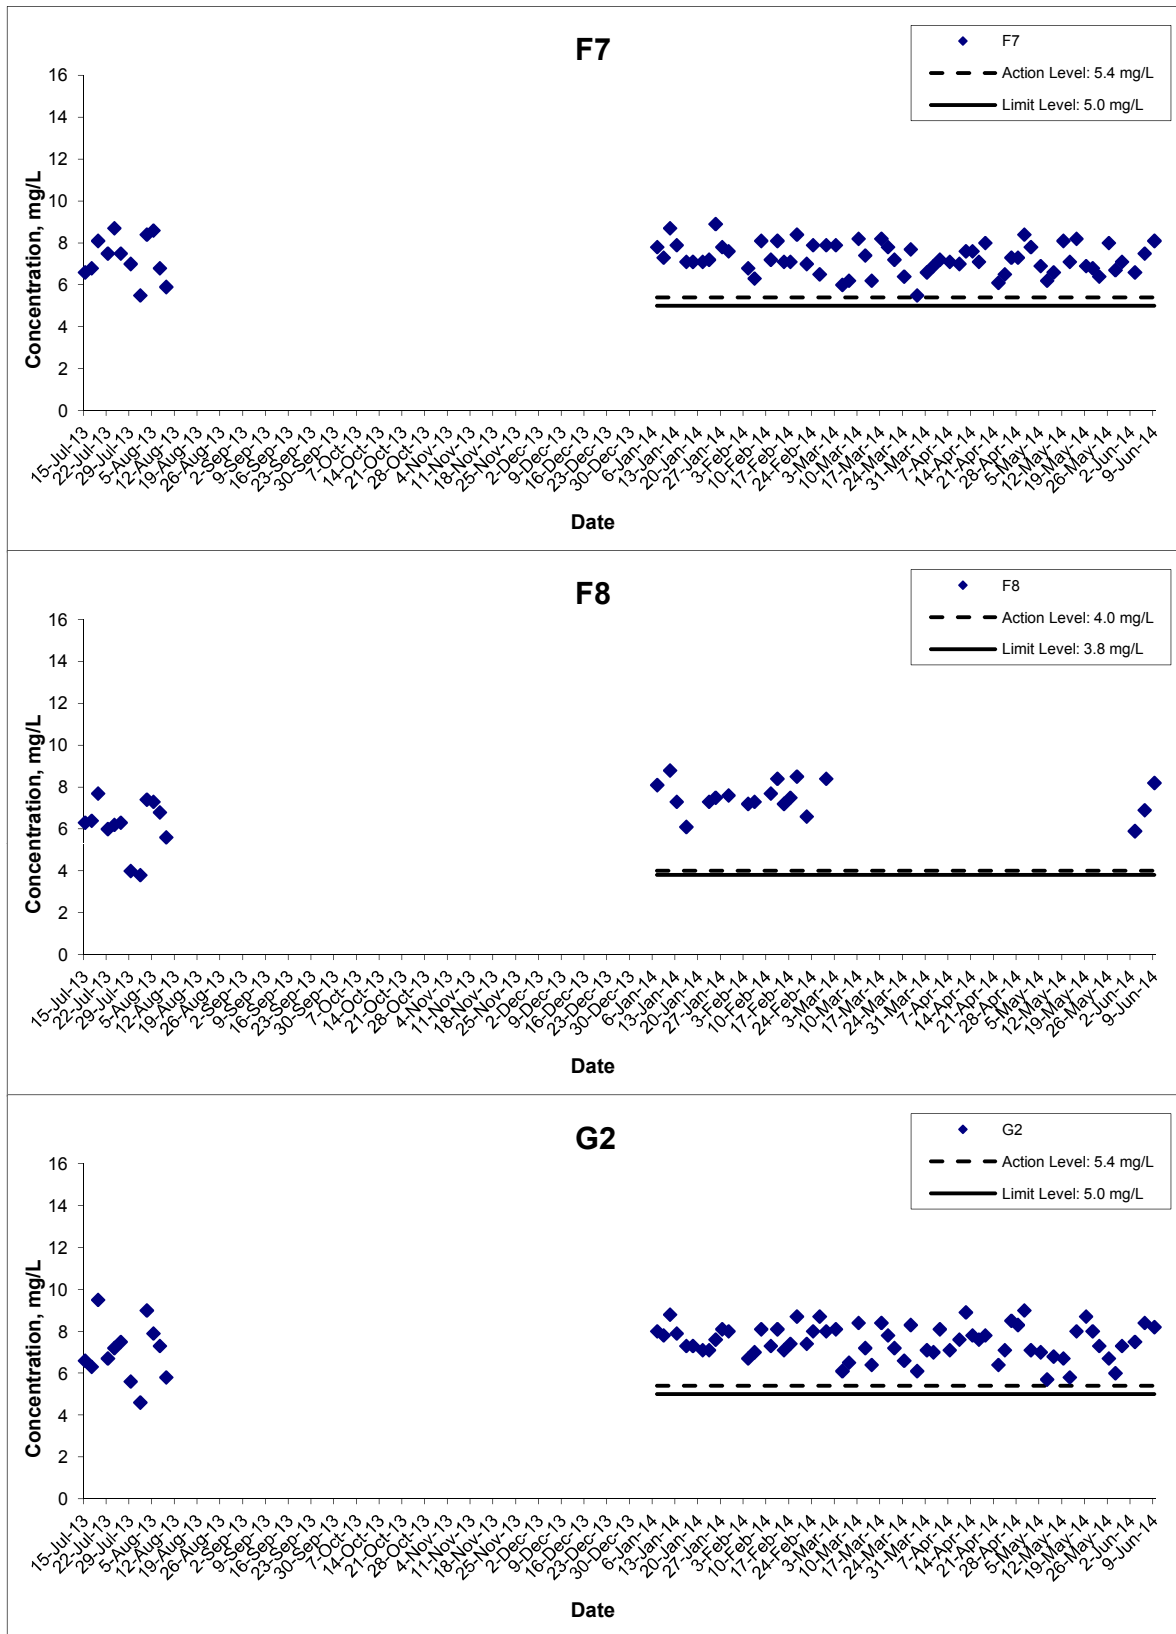 F7
F7
Action Level: 5.4 mg/L
Limit Level: 5.0 mg/L
Concentration, mg/L
16
14
12
10
8
6
4
2
0
15-Jul-13 22-Jul-13 29-Jul-13 5-Aug-13 12-Aug-13 19-Aug-13 26-Aug-13 2-Sep-13 9-Sep-13 16-Sep-13 23-Sep-13 30-Sep-13 7-Oct-13 14-Oct-13 21-Oct-13 28-Oct-13 4-Nov-13 11-Nov-13 18-Nov-13 25-Nov-13 2-Dec-13 9-Dec-13 16-Dec-13 23-Dec-13 30-Dec-13 6-Jan-14 13-Jan-14 20-Jan-14 27-Jan-14 3-Feb-14 10-Feb-14 17-Feb-14 24-Feb-14 3-Mar-14 10-Mar-14 17-Mar-14 24-Mar-14 31-Mar-14 7-Apr-14 14-Apr-14 21-Apr-14 28-Apr-14 5-May-14 12-May-14 19-May-14 26-May-14 2-Jun-14 9-Jun-14
Date
F8
F8
Action Level: 4.0 mg/L
Limit Level: 3.8 mg/L
Concentration, mg/L
16
14
12
10
8
6
4
2
0
15-Jul-13 22-Jul-13 29-Jul-13 5-Aug-13 12-Aug-13 19-Aug-13 26-Aug-13 2-Sep-13 9-Sep-13 16-Sep-13 23-Sep-13 30-Sep-13 7-Oct-13 14-Oct-13 21-Oct-13 28-Oct-13 4-Nov-13 11-Nov-13 18-Nov-13 25-Nov-13 2-Dec-13 9-Dec-13 16-Dec-13 23-Dec-13 30-Dec-13 6-Jan-14 13-Jan-14 20-Jan-14 27-Jan-14 3-Feb-14 10-Feb-14 17-Feb-14 24-Feb-14 3-Mar-14 10-Mar-14 17-Mar-14 24-Mar-14 31-Mar-14 7-Apr-14 14-Apr-14 21-Apr-14 28-Apr-14 5-May-14 12-May-14 19-May-14 26-May-14 2-Jun-14 9-Jun-14
Date
G2
G2
Action Level: 5.4 mg/L
Limit Level: 5.0 mg/L
Concentration, mg/L
16
14
12
10
8
6
4
2
0
15-Jul-13 22-Jul-13 29-Jul-13 5-Aug-13 12-Aug-13 19-Aug-13 26-Aug-13 2-Sep-13 9-Sep-13 16-Sep-13 23-Sep-13 30-Sep-13 7-Oct-13 14-Oct-13 21-Oct-13 28-Oct-13 4-Nov-13 11-Nov-13 18-Nov-13 25-Nov-13 2-Dec-13 9-Dec-13 16-Dec-13 23-Dec-13 30-Dec-13 6-Jan-14 13-Jan-14 20-Jan-14 27-Jan-14 3-Feb-14 10-Feb-14 17-Feb-14 24-Feb-14 3-Mar-14 10-Mar-14 17-Mar-14 24-Mar-14 31-Mar-14 7-Apr-14 14-Apr-14 21-Apr-14 28-Apr-14 5-May-14 12-May-14 19-May-14 26-May-14 2-Jun-14 9-Jun-14
Date